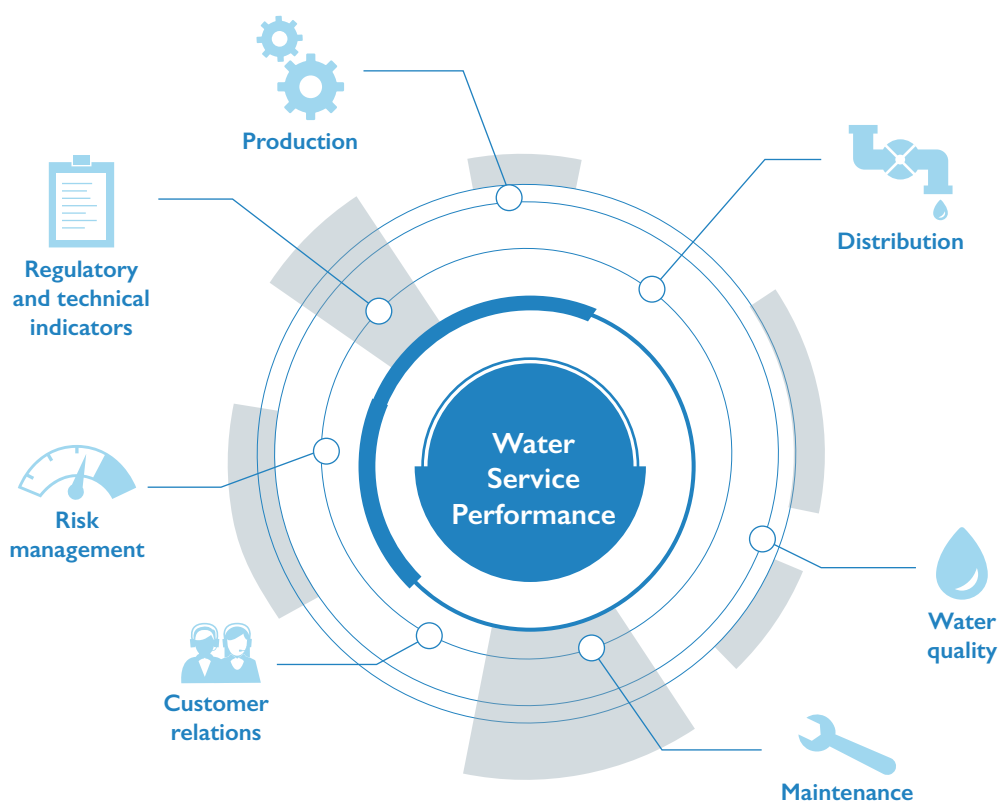 Production
Distribution
Regulatory
and technical
indicators
Water
Service
Performance
Risk
management
Water
quality
Customer
relations
Maintenance